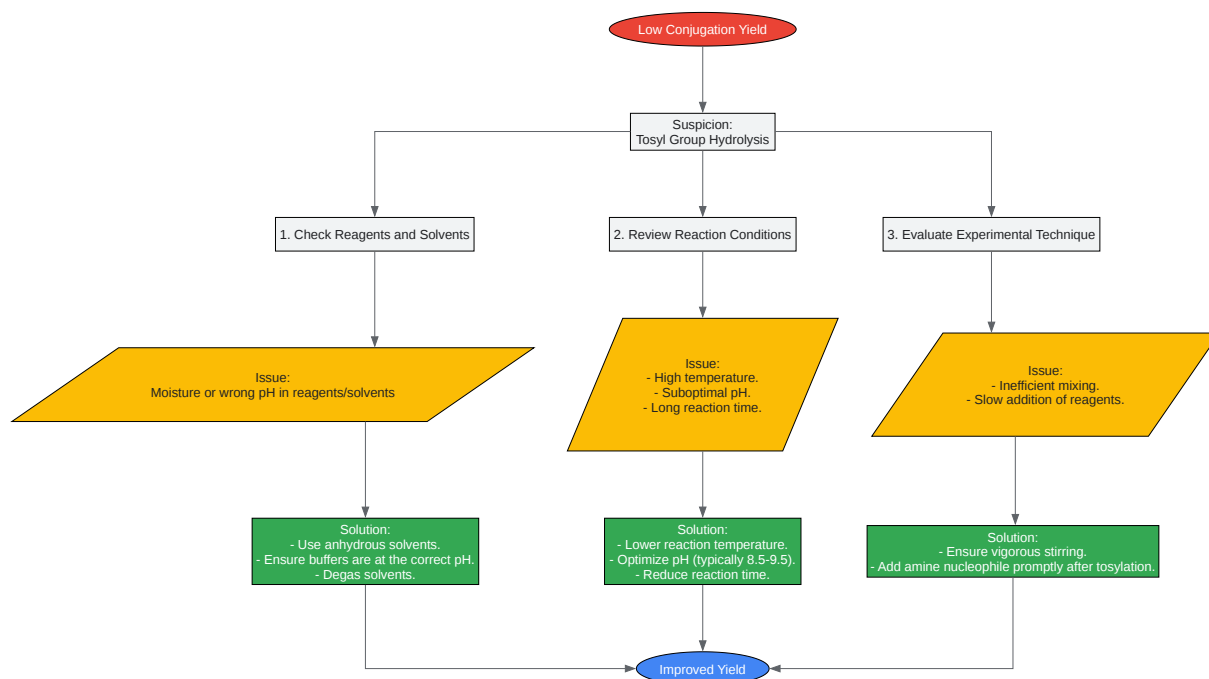 Low Conjugation Yield
Suspicion:
Tosyl Group Hydrolysis
1. Check Reagents and Solvents
2. Review Reaction Conditions
3. Evaluate Experimental Technique
Issue:
Moisture or wrong pH in reagents/solvents
Issue:
- High temperature.
- Suboptimal pH.
- Long reaction time.
Issue:
- Inefficient mixing.
- Slow addition of reagents.
Solution:
- Use anhydrous solvents.
- Ensure buffers are at the correct pH.
- Degas solvents.
Solution:
- Lower reaction temperature.
- Optimize pH (typically 8.5-9.5).
- Reduce reaction time.
Solution:
- Ensure vigorous stirring.
- Add amine nucleophile promptly after tosylation.
Improved Yield